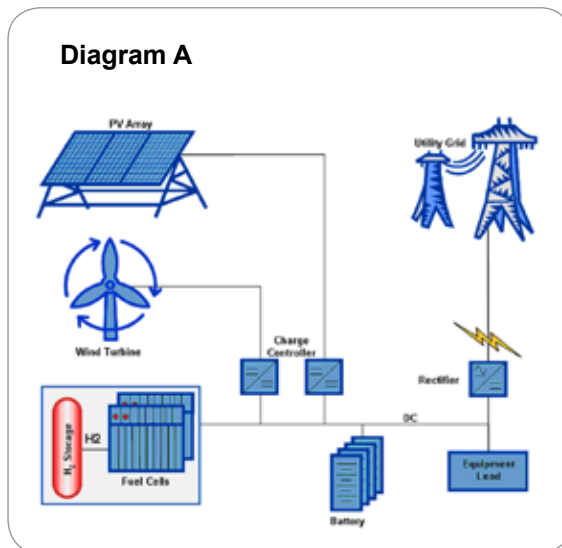 Diagram A
PV Array
Utility Grid
Wind Turbine
Charge
Controller
Rectifier
DC
H2 Storage
H2
Fuel Cells
Battery
Equipment
Load